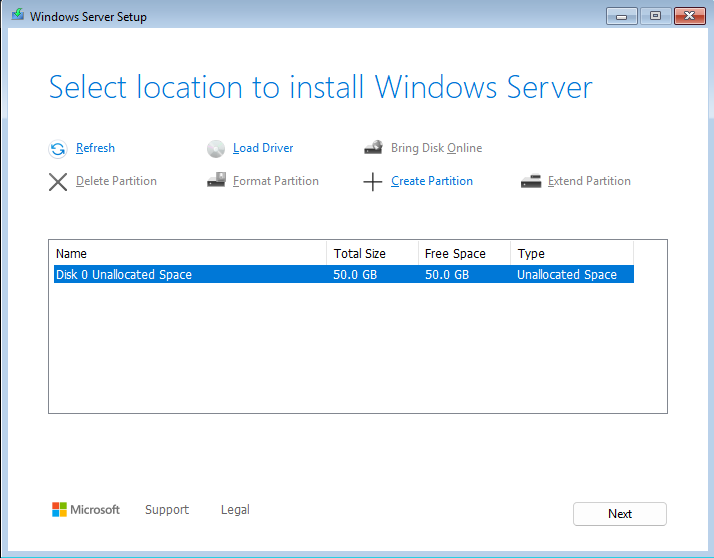 Windows Server Setup
Select location to install Windows Server
Refresh Load Driver Bring Disk Online
Delete Partition Format Partition Create Partition Extend Partition
Name Total Size Free Space Type
Disk 0 Unallocated Space 50.0 GB 50.0 GB Unallocated Space
Microsoft Support Legal Next